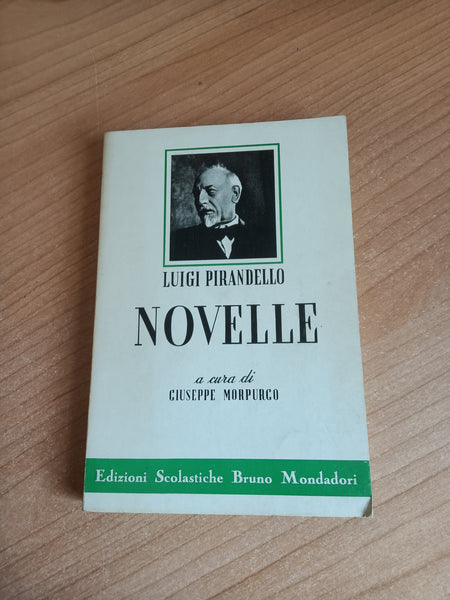 LUIGI PIRANDELLO
NOVELLE
a cura di
GIUSEPPE MORPURGO
Edizioni Scolastiche Bruno Mondadori